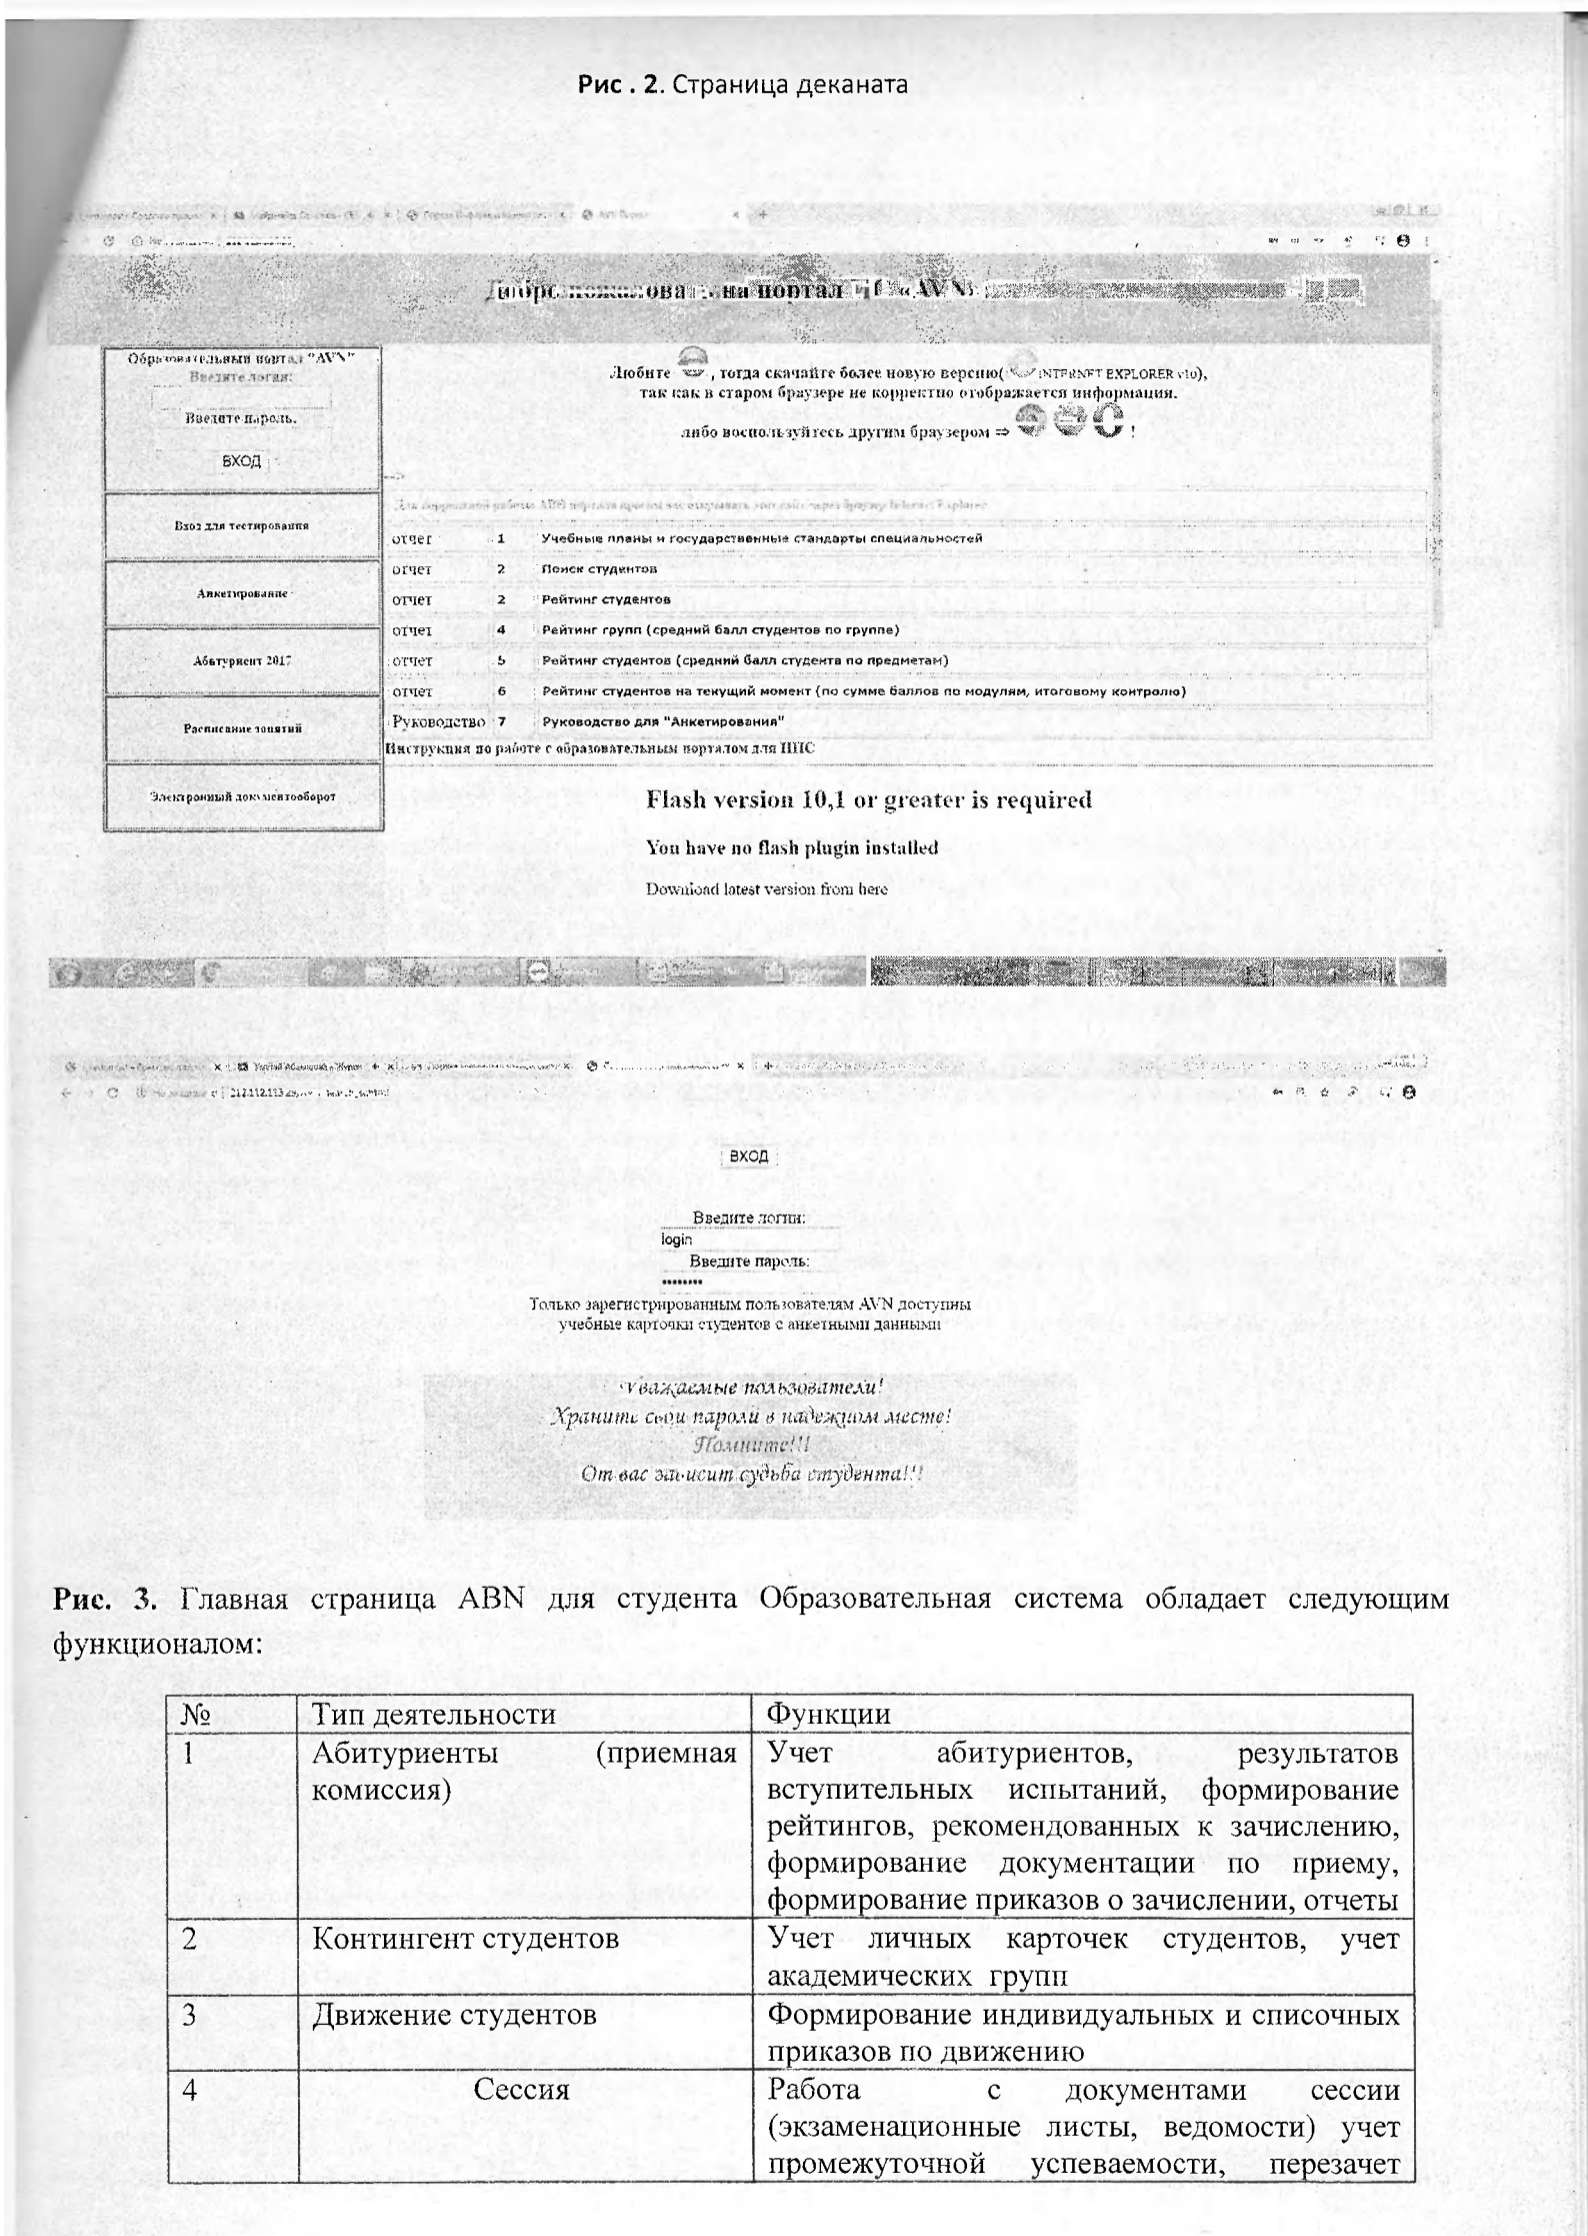 Рис . 2. Страница деканата
на портал
Образовательный портал "AVN"
Введите логин:
Введите пароль.
ВХОД
Вход для тестирования
Анкетирование
Абитуриент 2017
Расписание занятий
Электронный документооборот
Любите , тогда скачайте более новую версию( INTERNET EXPLORER v10),
так как в старом браузере не корректно отображается информация.
либо воспользуйтесь другим браузером ⇒ !
отчет 1 Учебные планы и государственные стандарты специальностей
отчет 2 Поиск студентов
отчет 2 Рейтинг студентов
отчет 4 Рейтинг групп (средний балл студентов по группе)
отчет 5 Рейтинг студентов (средний балл студента по предметам)
отчет 6 Рейтинг студентов на текущий момент (по сумме баллов по модулям, итоговому контролю)
Руководство 7 Руководство для "Анкетирования"
Инструкция по работе с образовательным порталом для ППС
Flash version 10,1 or greater is required
You have no flash plugin installed
Download latest version from here
ВХОД
Введите логин:
login
Введите пароль:
••••••••
Только зарегистрированным пользователям AVN доступны
учебные карточки студентов с анкетными данными
Уважаемые пользователи!
Храните свои пароли в надежном месте!
Помните!!!
От вас зависит судьба студента!!!
Рис. 3. Главная страница ABN для студента Образовательная система обладает следующим
функционалом:
№ Тип деятельности Функции
1 Абитуриенты (приемная Учет абитуриентов, результатов
комиссия) вступительных испытаний, формирование
рейтингов, рекомендованных к зачислению,
формирование документации по приему,
формирование приказов о зачислении, отчеты
2 Контингент студентов Учет личных карточек студентов, учет
академических групп
3 Движение студентов Формирование индивидуальных и списочных
приказов по движению
4 Сессия Работа с документами сессии
(экзаменационные листы, ведомости) учет
промежуточной успеваемости, перезачет